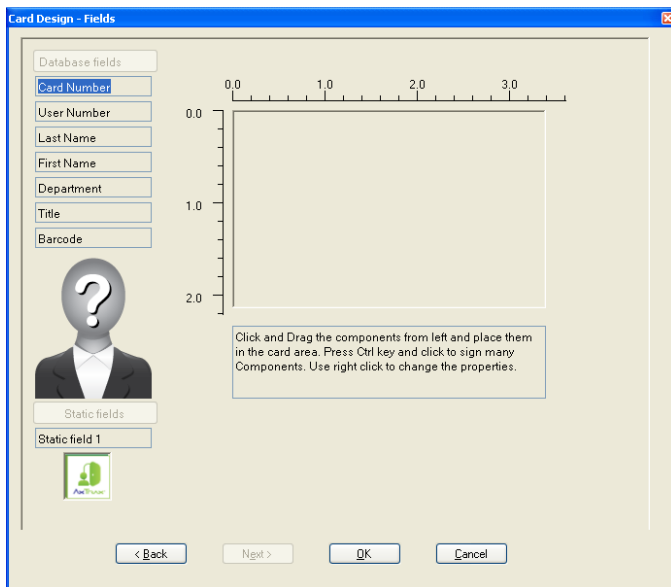 Card Design - Fields
Database fields
Card Number
User Number
Last Name
First Name
Department
Title
Barcode
0.0 1.0 2.0 3.0
0.0
1.0
2.0
Click and Drag the components from left and place them
in the card area. Press Ctrl key and click to sign many
Components. Use right click to change the properties.
Static fields
Static field 1
AxTrax
< Back
Next >
OK
Cancel